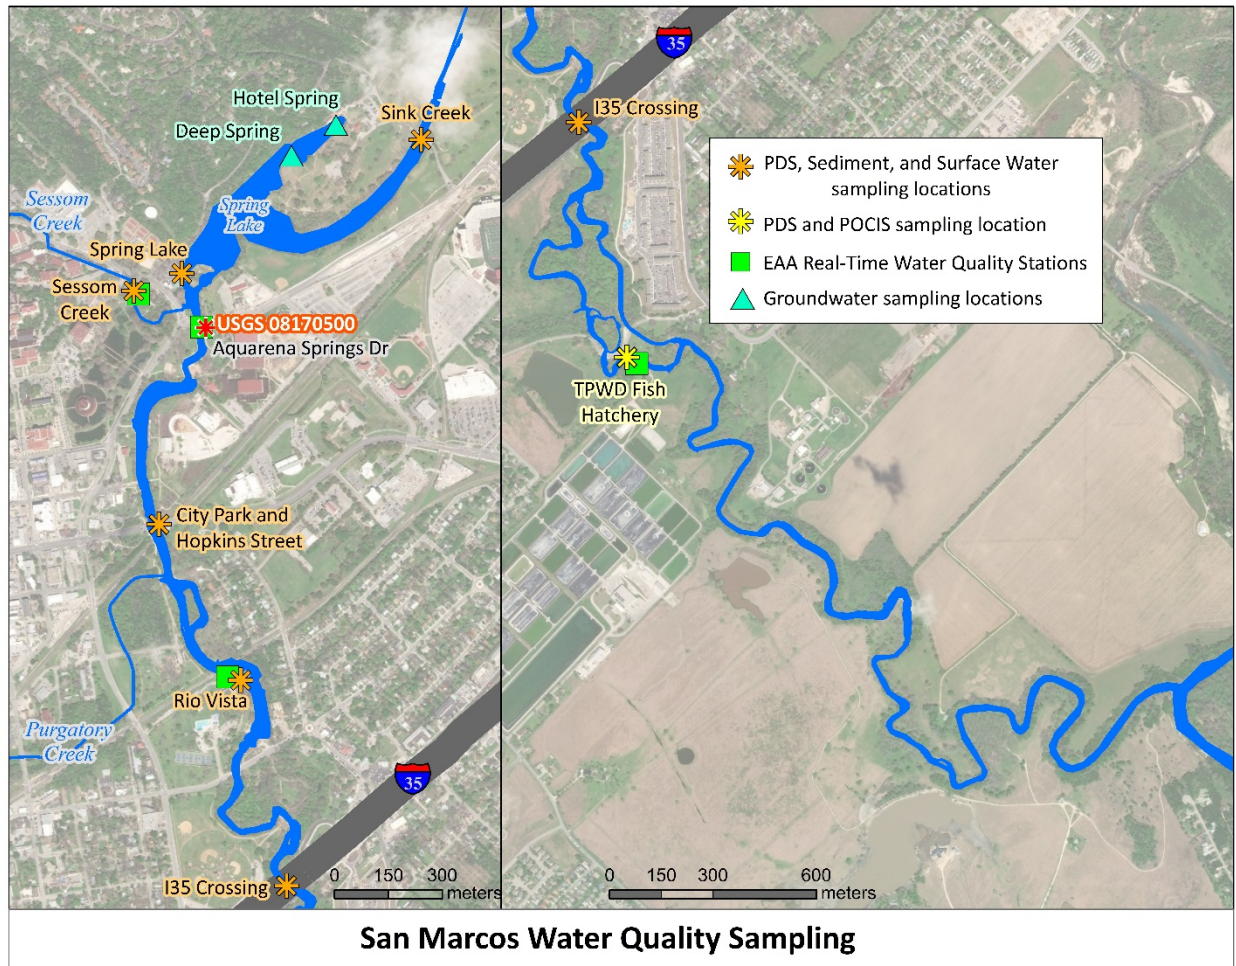 Hotel Spring
Deep Spring
Sink Creek
Sessom
Creek
Spring
Lake
Spring Lake
Sessom
Creek
USGS 08170500
Aquarena Springs Dr
City Park and
Hopkins Street
Rio Vista
Purgatory
Creek
35
I35 Crossing
0 150 300
meters
35
I35 Crossing
PDS, Sediment, and Surface Water
sampling locations
PDS and POCIS sampling location
EAA Real-Time Water Quality Stations
Groundwater sampling locations
TPWD Fish
Hatchery
0 150 300 600
meters
San Marcos Water Quality Sampling